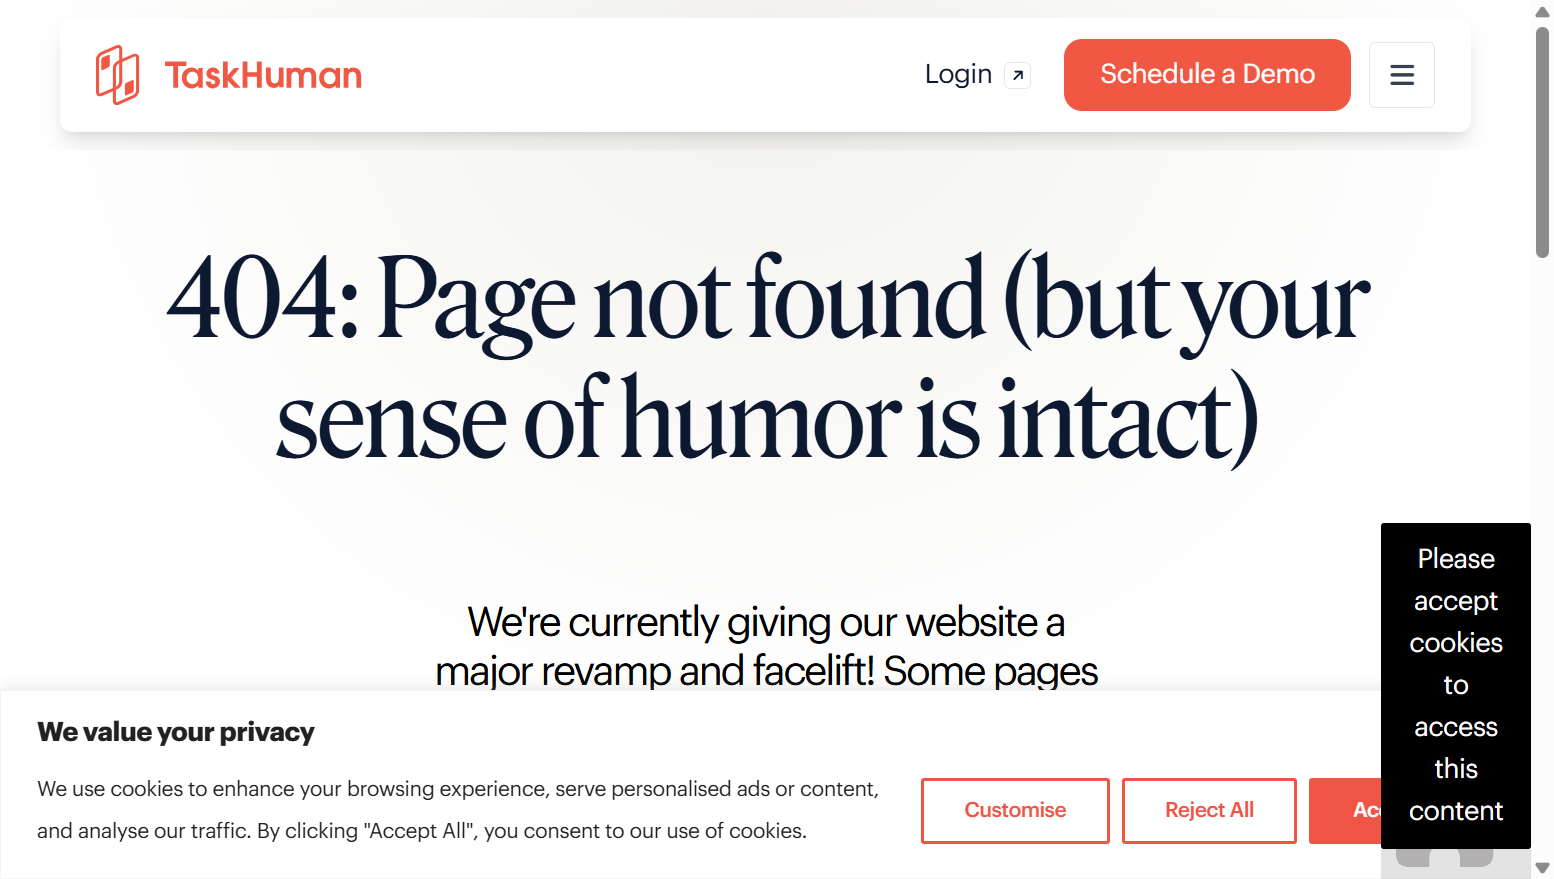 TaskHuman
Login
Schedule a Demo
404: Page not found (but your
sense of humor is intact)
We're currently giving our website a
major revamp and facelift! Some pages
We value your privacy
We use cookies to enhance your browsing experience, serve personalised ads or content,
and analyse our traffic. By clicking "Accept All", you consent to our use of cookies.
Customise
Reject All
Please
accept
cookies
to
access
this
content